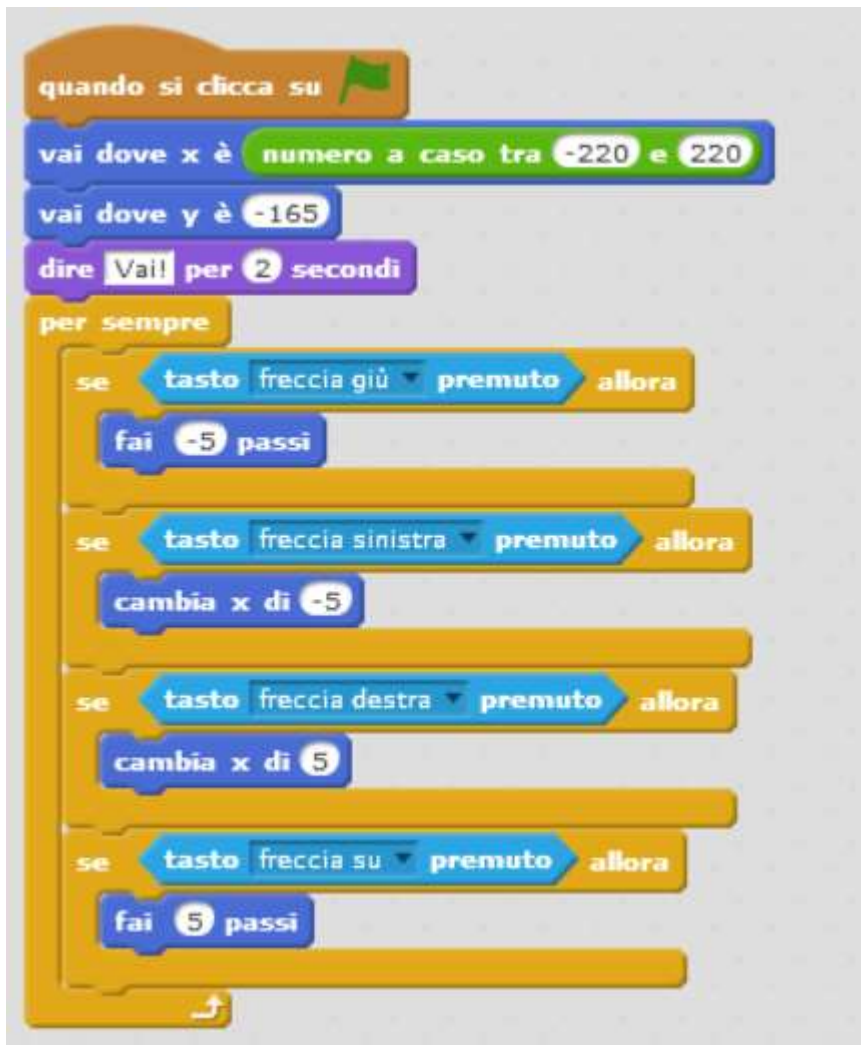 quando si clicca su
vai dove x è numero a caso tra -220 e 220
vai dove y è -165
dire Vai! per 2 secondi
per sempre
se tasto freccia giù premuto allora
fai -5 passi
se tasto freccia sinistra premuto allora
cambia x di -5
se tasto freccia destra premuto allora
cambia x di 5
se tasto freccia su premuto allora
fai 5 passi